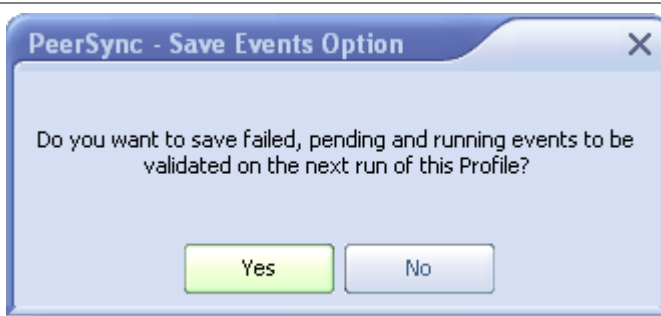 PeerSync - Save Events Option
Do you want to save failed, pending and running events to be
validated on the next run of this Profile?
Yes No